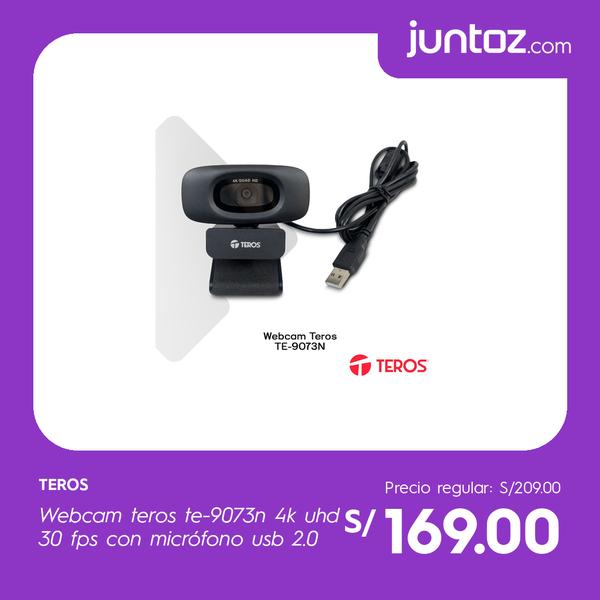 juntoz.com
4K QUAD HD
TEROS
Webcam Teros
TE-9073N
TEROS
TEROS
Precio regular: S/209.00
Webcam teros te-9073n 4k uhd
30 fps con micrófono usb 2.0
S/ 169.00